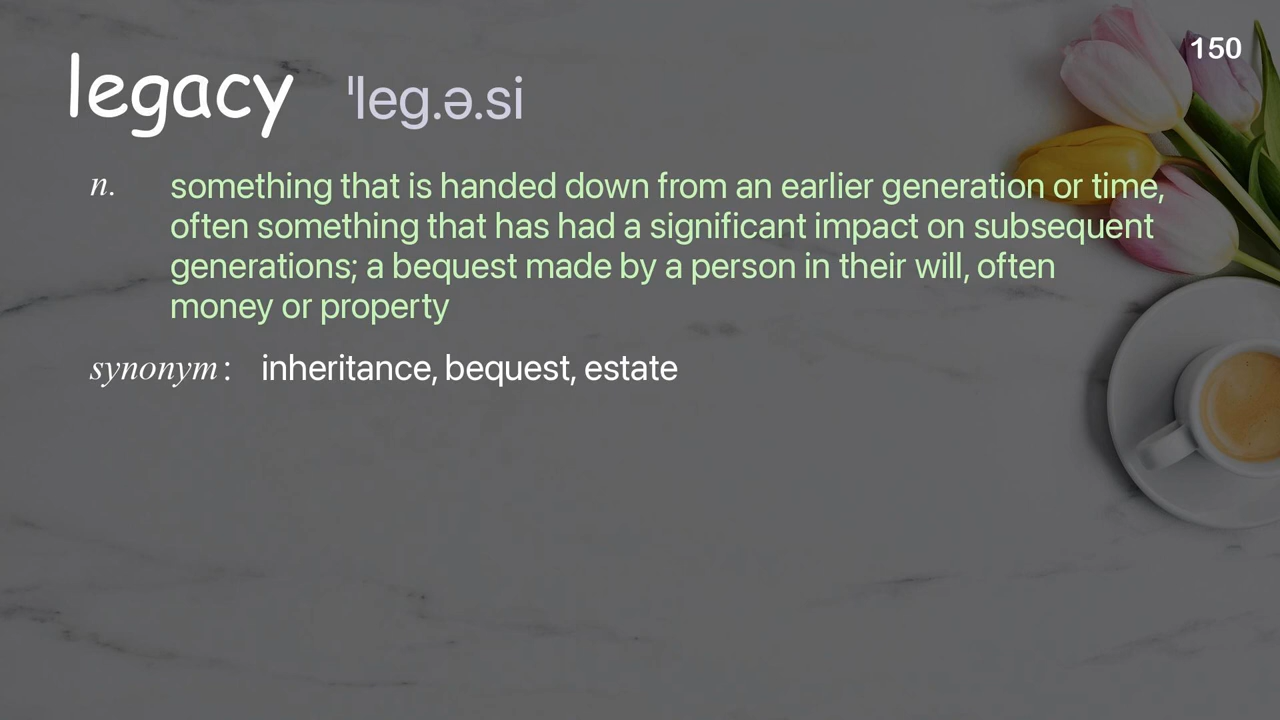 150
legacy ˈleg.ə.si
n. something that is handed down from an earlier generation or time,
often something that has had a significant impact on subsequent
generations; a bequest made by a person in their will, often
money or property
synonym: inheritance, bequest, estate